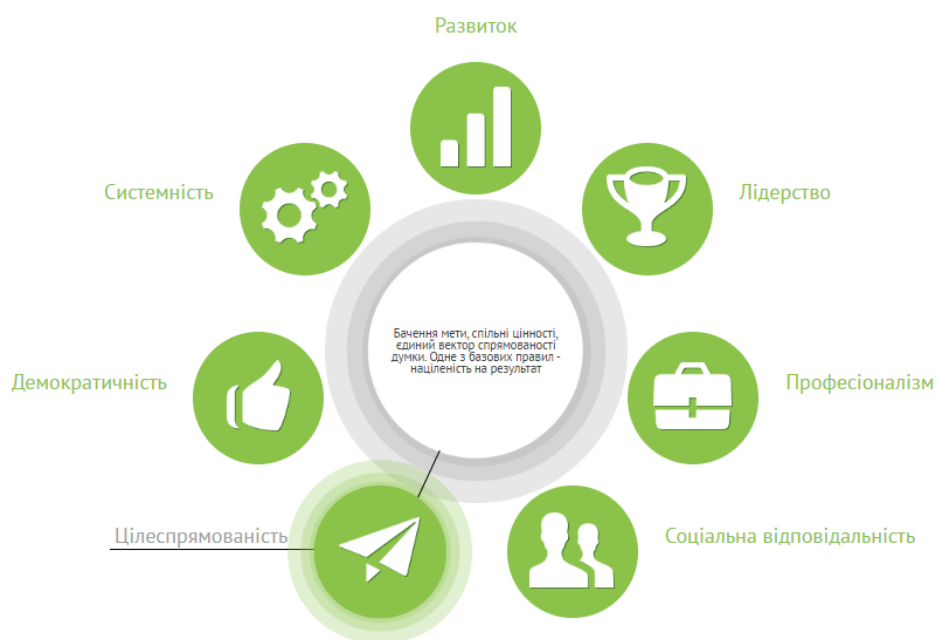 Развиток
Системність
Лідерство
Бачення мети, спільні цінності,
єдиний вектор спрямованості
думки. Одне з базових правил -
націленість на результат
Демократичність
Професіоналізм
Цілеспрямованість
Соціальна відповідальність